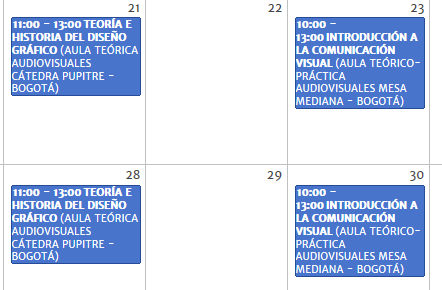 21
22
23
11:00 – 13:00 TEORÍA E
HISTORIA DEL DISEÑO
GRÁFICO (AULA TEÓRICA
AUDIOVISUALES
CÁTEDRA PUPITRE –
BOGOTÁ)
10:00 –
13:00 INTRODUCCIÓN A
LA COMUNICACIÓN
VISUAL (AULA TEÓRICO-
PRÁCTICA
AUDIOVISUALES MESA
MEDIANA – BOGOTÁ)
28
29
30
11:00 – 13:00 TEORÍA E
HISTORIA DEL DISEÑO
GRÁFICO (AULA TEÓRICA
AUDIOVISUALES
CÁTEDRA PUPITRE –
BOGOTÁ)
10:00 –
13:00 INTRODUCCIÓN A
LA COMUNICACIÓN
VISUAL (AULA TEÓRICO-
PRÁCTICA
AUDIOVISUALES MESA
MEDIANA – BOGOTÁ)